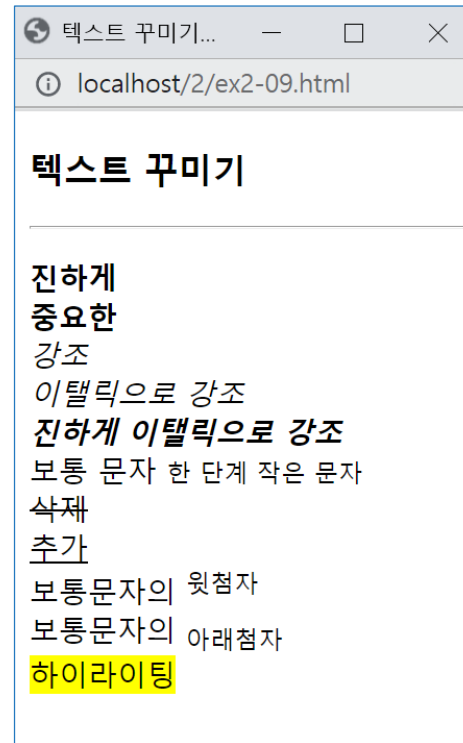 텍스트 꾸미기...
localhost/2/ex2-09.html
텍스트 꾸미기
진하게
중요한
강조
이탤릭으로 강조
진하게 이탤릭으로 강조
보통 문자 한 단계 작은 문자
삭제
추가
보통문자의 윗첨자
보통문자의 아래첨자
하이라이팅